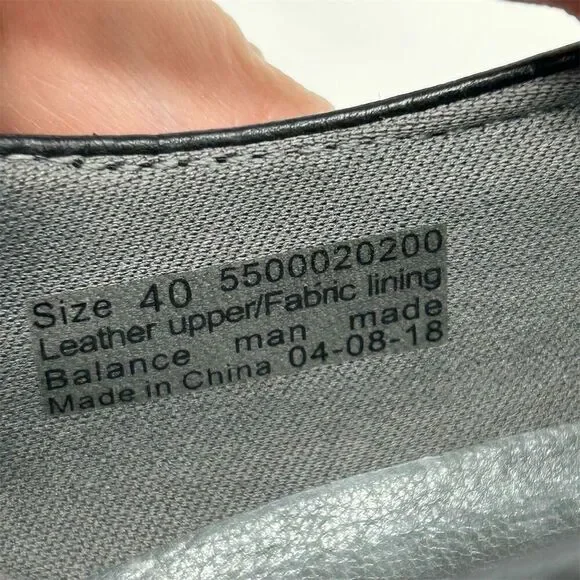 Size 40 5500020200
Leather upper/Fabric lining
Balance man made
Made in China 04-08-18